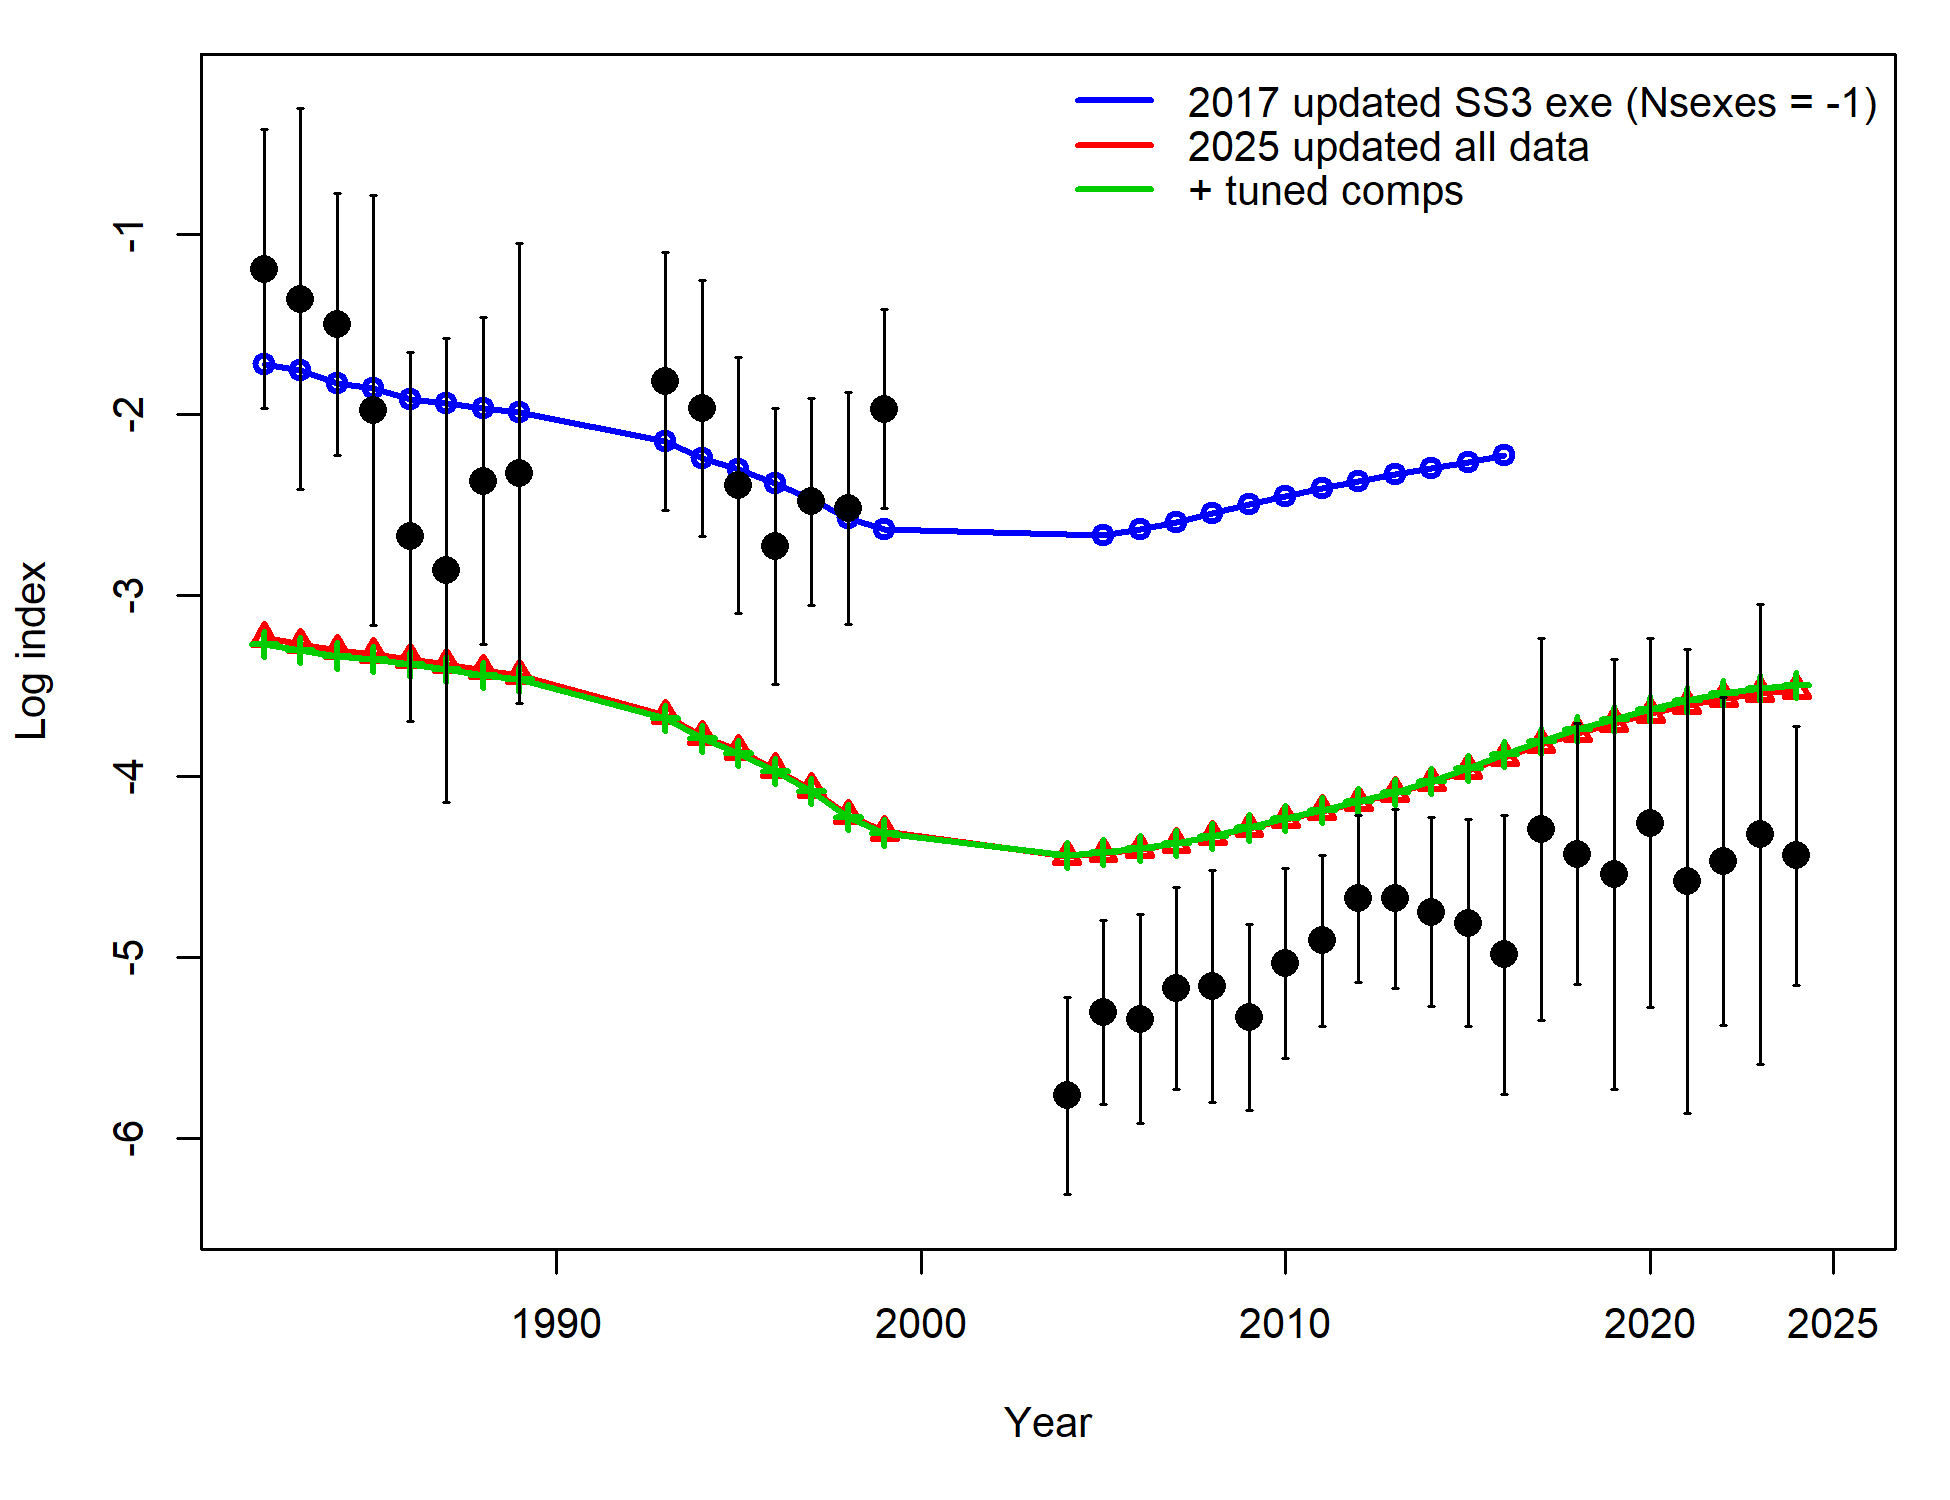 2017 updated SS3 exe (Nsexes = -1)
2025 updated all data
+ tuned comps
Log index
-1
-2
-3
-4
-5
-6
1990
2000
2010
2020
2025
Year